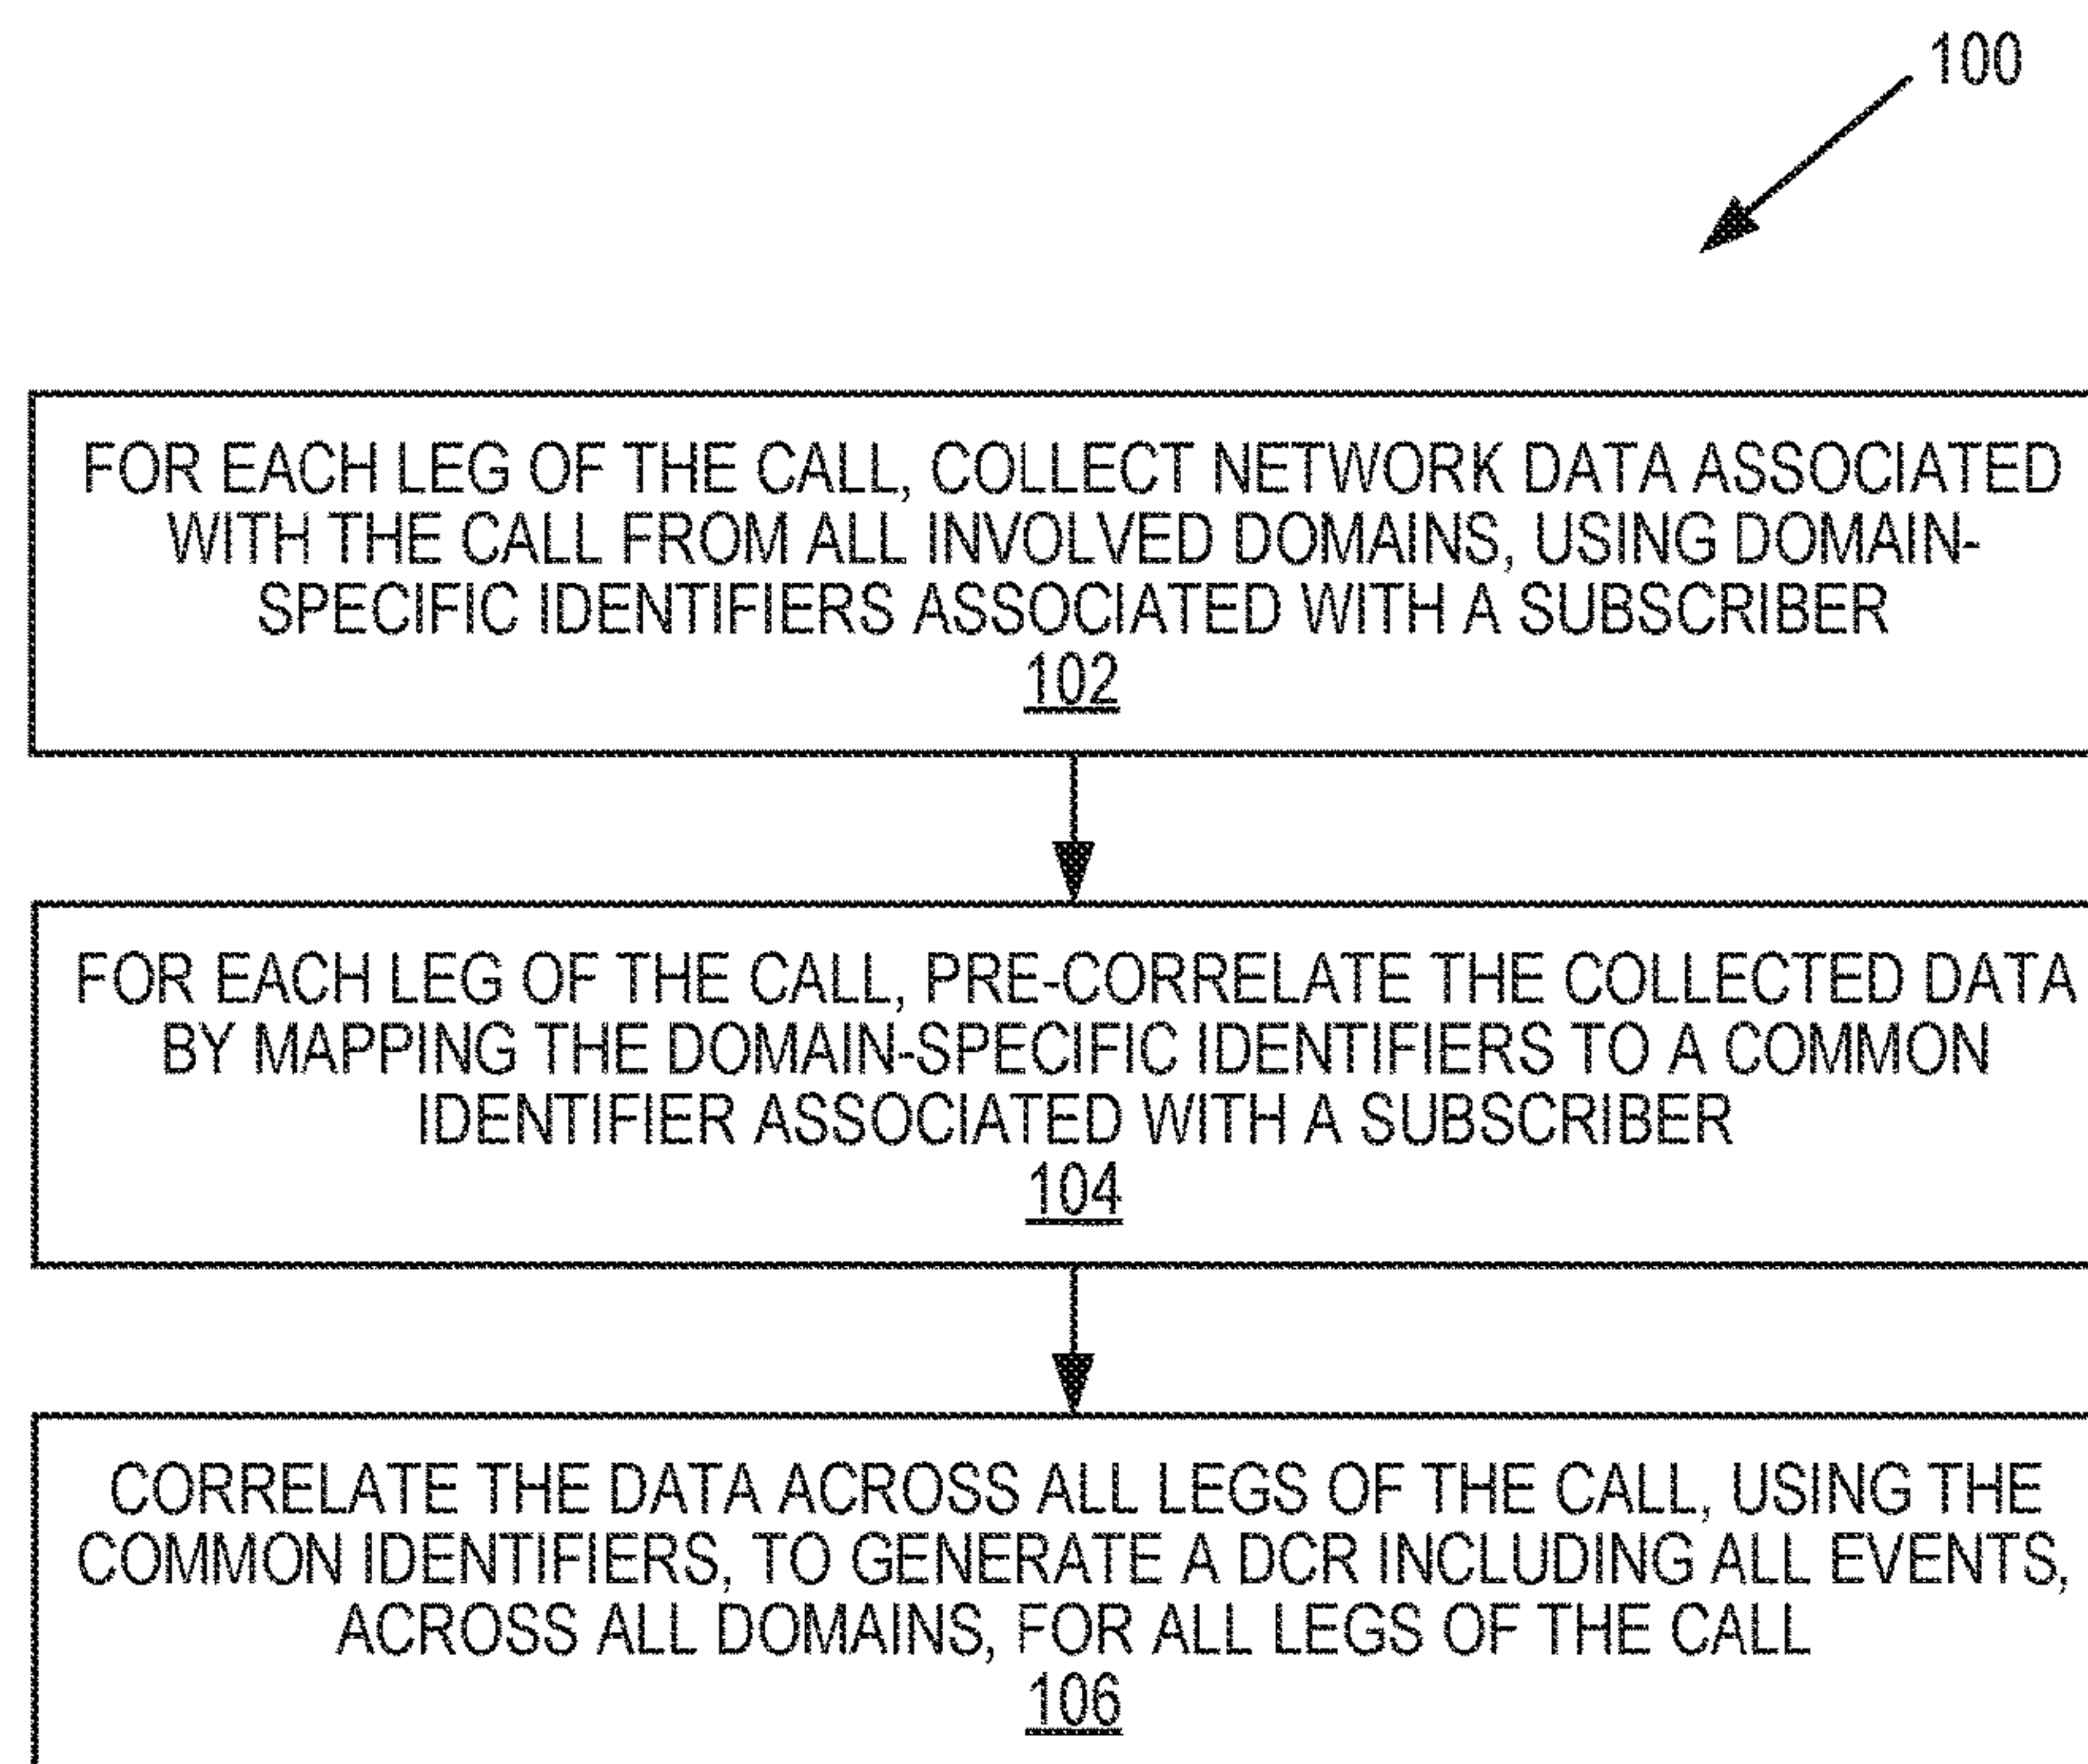 100
FOR EACH LEG OF THE CALL, COLLECT NETWORK DATA ASSOCIATED
WITH THE CALL FROM ALL INVOLVED DOMAINS, USING DOMAIN-
SPECIFIC IDENTIFIERS ASSOCIATED WITH A SUBSCRIBER
102
FOR EACH LEG OF THE CALL, PRE-CORRELATE THE COLLECTED DATA
BY MAPPING THE DOMAIN-SPECIFIC IDENTIFIERS TO A COMMON
IDENTIFIER ASSOCIATED WITH A SUBSCRIBER
104
CORRELATE THE DATA ACROSS ALL LEGS OF THE CALL, USING THE
COMMON IDENTIFIERS, TO GENERATE A DCR INCLUDING ALL EVENTS,
ACROSS ALL DOMAINS, FOR ALL LEGS OF THE CALL
106